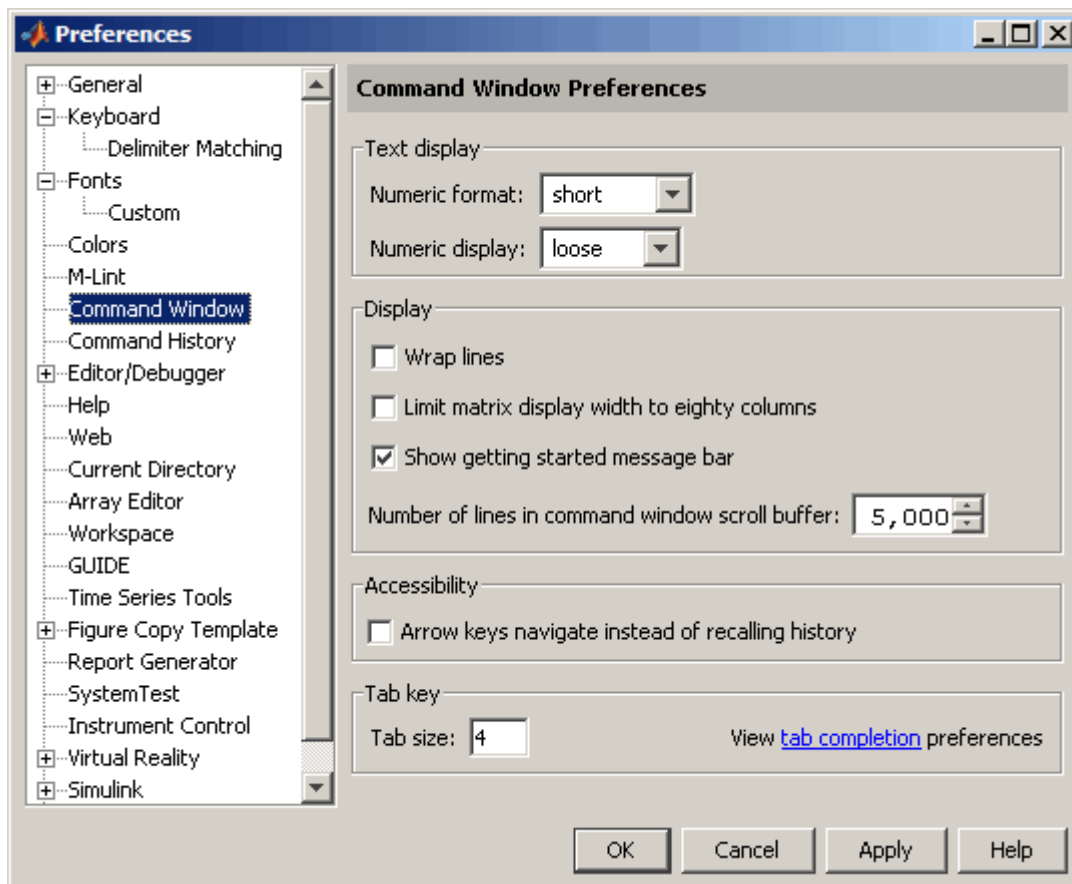 Preferences
General
Keyboard
Delimiter Matching
Fonts
Custom
Colors
M-Lint
Command Window
Command History
Editor/Debugger
Help
Web
Current Directory
Array Editor
Workspace
GUIDE
Time Series Tools
Figure Copy Template
Report Generator
SystemTest
Instrument Control
Virtual Reality
Simulink
Command Window Preferences
Text display
Numeric format: short
Numeric display: loose
Display
Wrap lines
Limit matrix display width to eighty columns
Show getting started message bar
Number of lines in command window scroll buffer: 5,000
Accessibility
Arrow keys navigate instead of recalling history
Tab key
Tab size: 4 View tab completion preferences
OK Cancel Apply Help